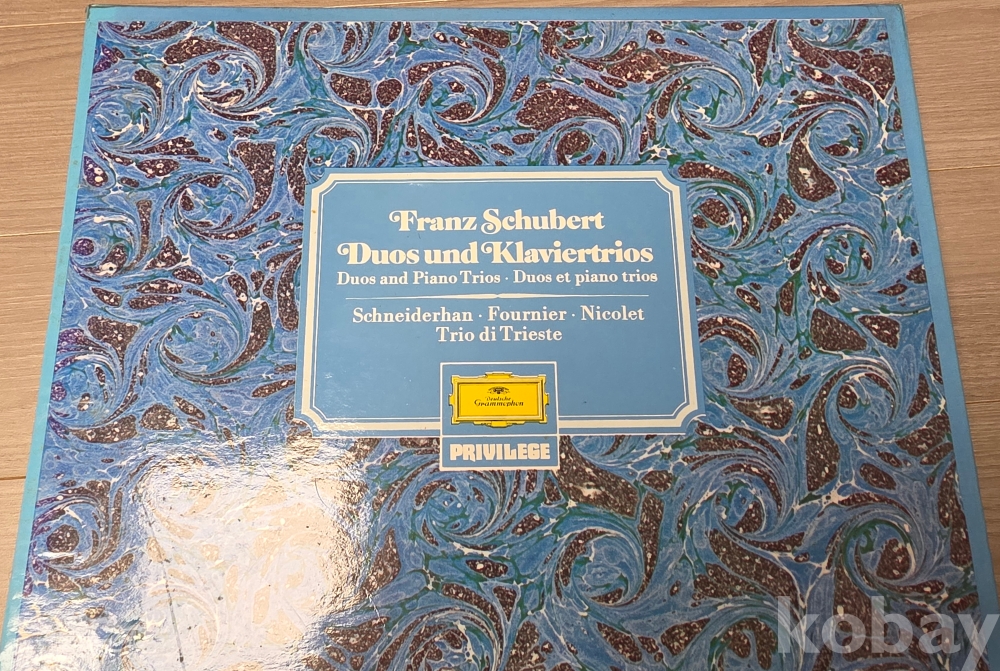 Franz Schubert
Duos und Klaviertrios
Duos and Piano Trios · Duos et piano trios
Schneiderhan · Fournier · Nicolet
Trio di Trieste
Deutsche
Grammophon
PRIVILEGE
kobay